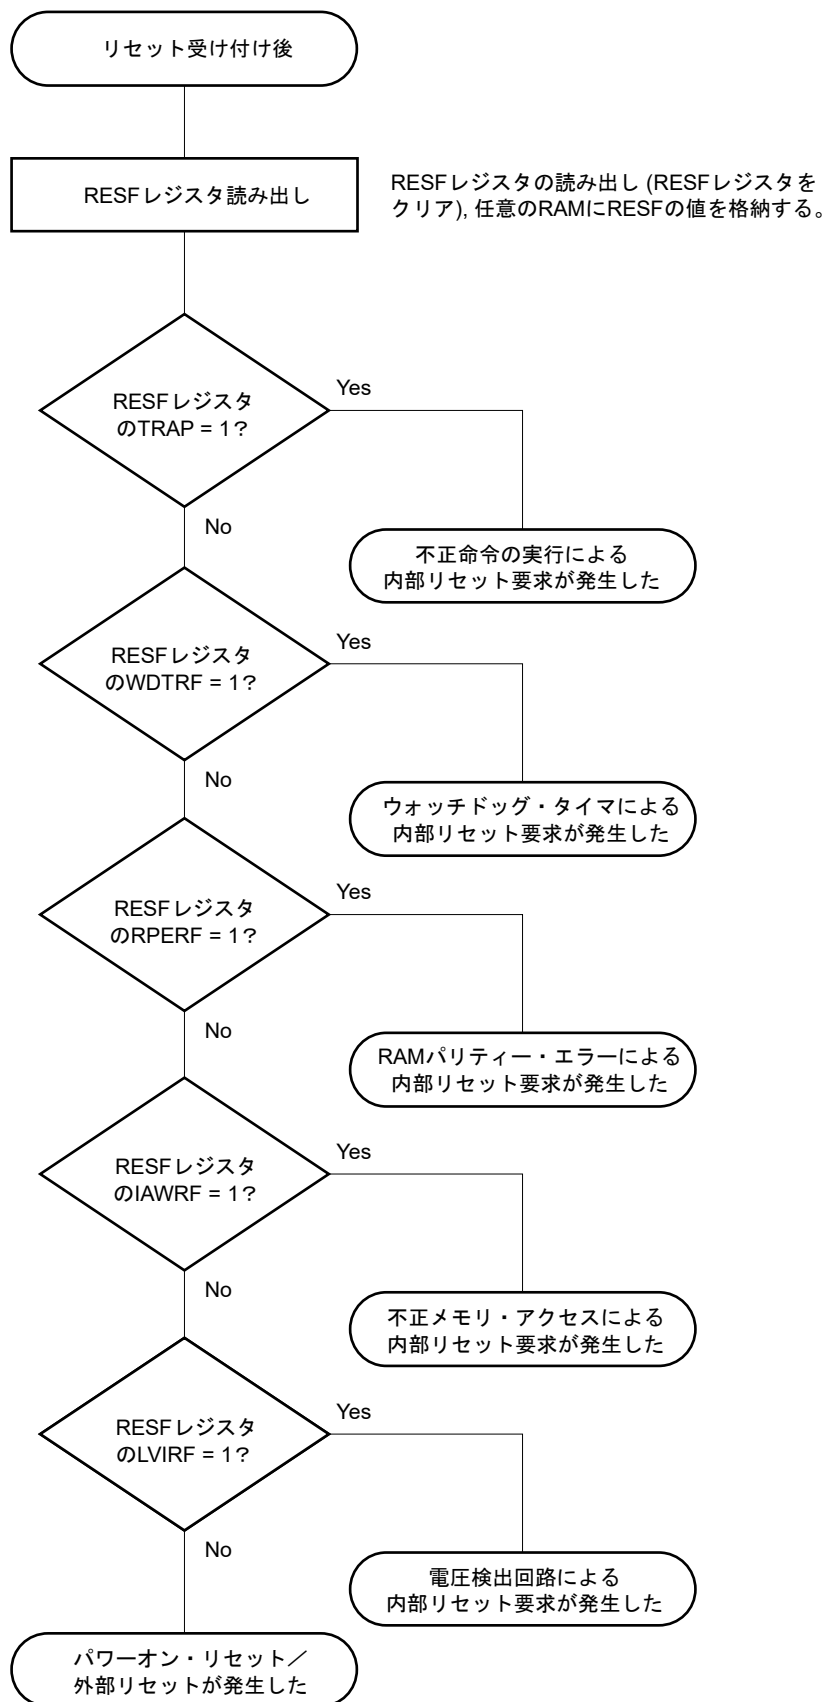 リセット受け付け後
RESFレジスタ読み出し
RESFレジスタの読み出し (RESFレジスタを
クリア), 任意のRAMにRESFの値を格納する。
RESFレジスタ
のTRAP = 1?
Yes
No
不正命令の実行による
内部リセット要求が発生した
RESFレジスタ
のWDTRF = 1?
Yes
No
ウォッチドッグ・タイマによる
内部リセット要求が発生した
RESFレジスタ
のRPERF = 1?
Yes
No
RAMパリティー・エラーによる
内部リセット要求が発生した
RESFレジスタ
のIAWRF = 1?
Yes
No
不正メモリ・アクセスによる
内部リセット要求が発生した
RESFレジスタ
のLVIRF = 1?
Yes
No
電圧検出回路による
内部リセット要求が発生した
パワーオン・リセット／
外部リセットが発生した